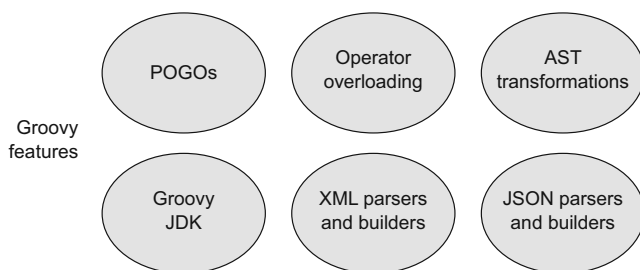 POGOs
Operator
overloading
AST
transformations
Groovy
features
Groovy
JDK
XML parsers
and builders
JSON parsers
and builders